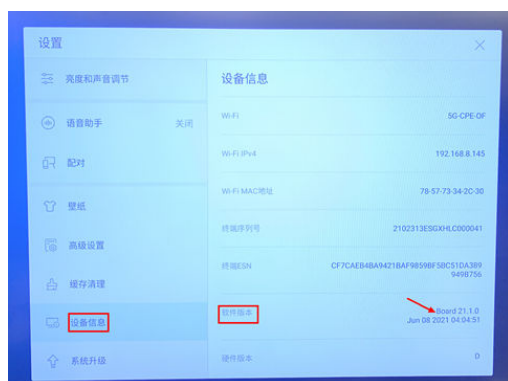 设置
亮度和声音调节
语音助手 关闭
配对
壁纸
高级设置
缓存清理
设备信息
系统升级
设备信息
Wi-Fi 5G-CPE-OF
Wi-Fi IPv4 192.168.8.145
Wi-Fi MAC地址 78-57-73-34-2C-30
终端序列号 2102313ESGXHLC000041
终端ESN CF7CAEB4BA9421BAF9859BF5BC51DA389
9498756
软件版本 Board 21.1.0
Jun 08 2021 04:04:51
硬件版本 D